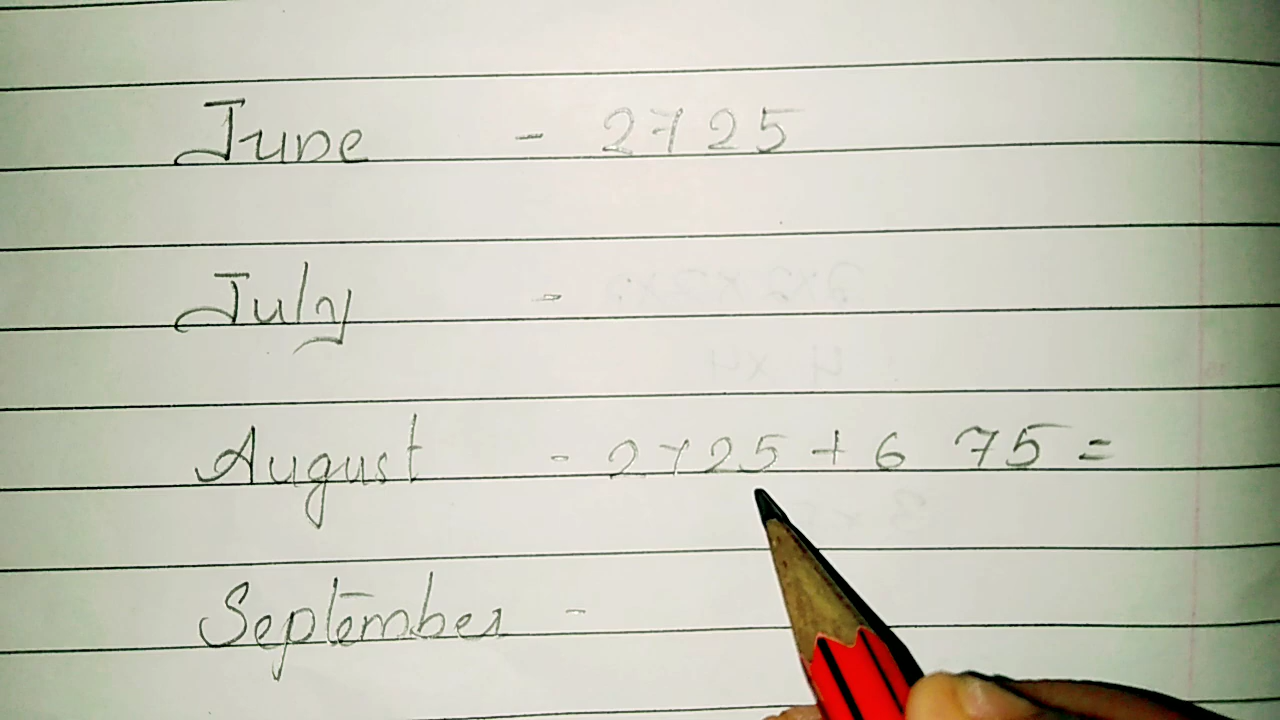 June - 2725
July -
August - 2725 + 6 75 =
September -